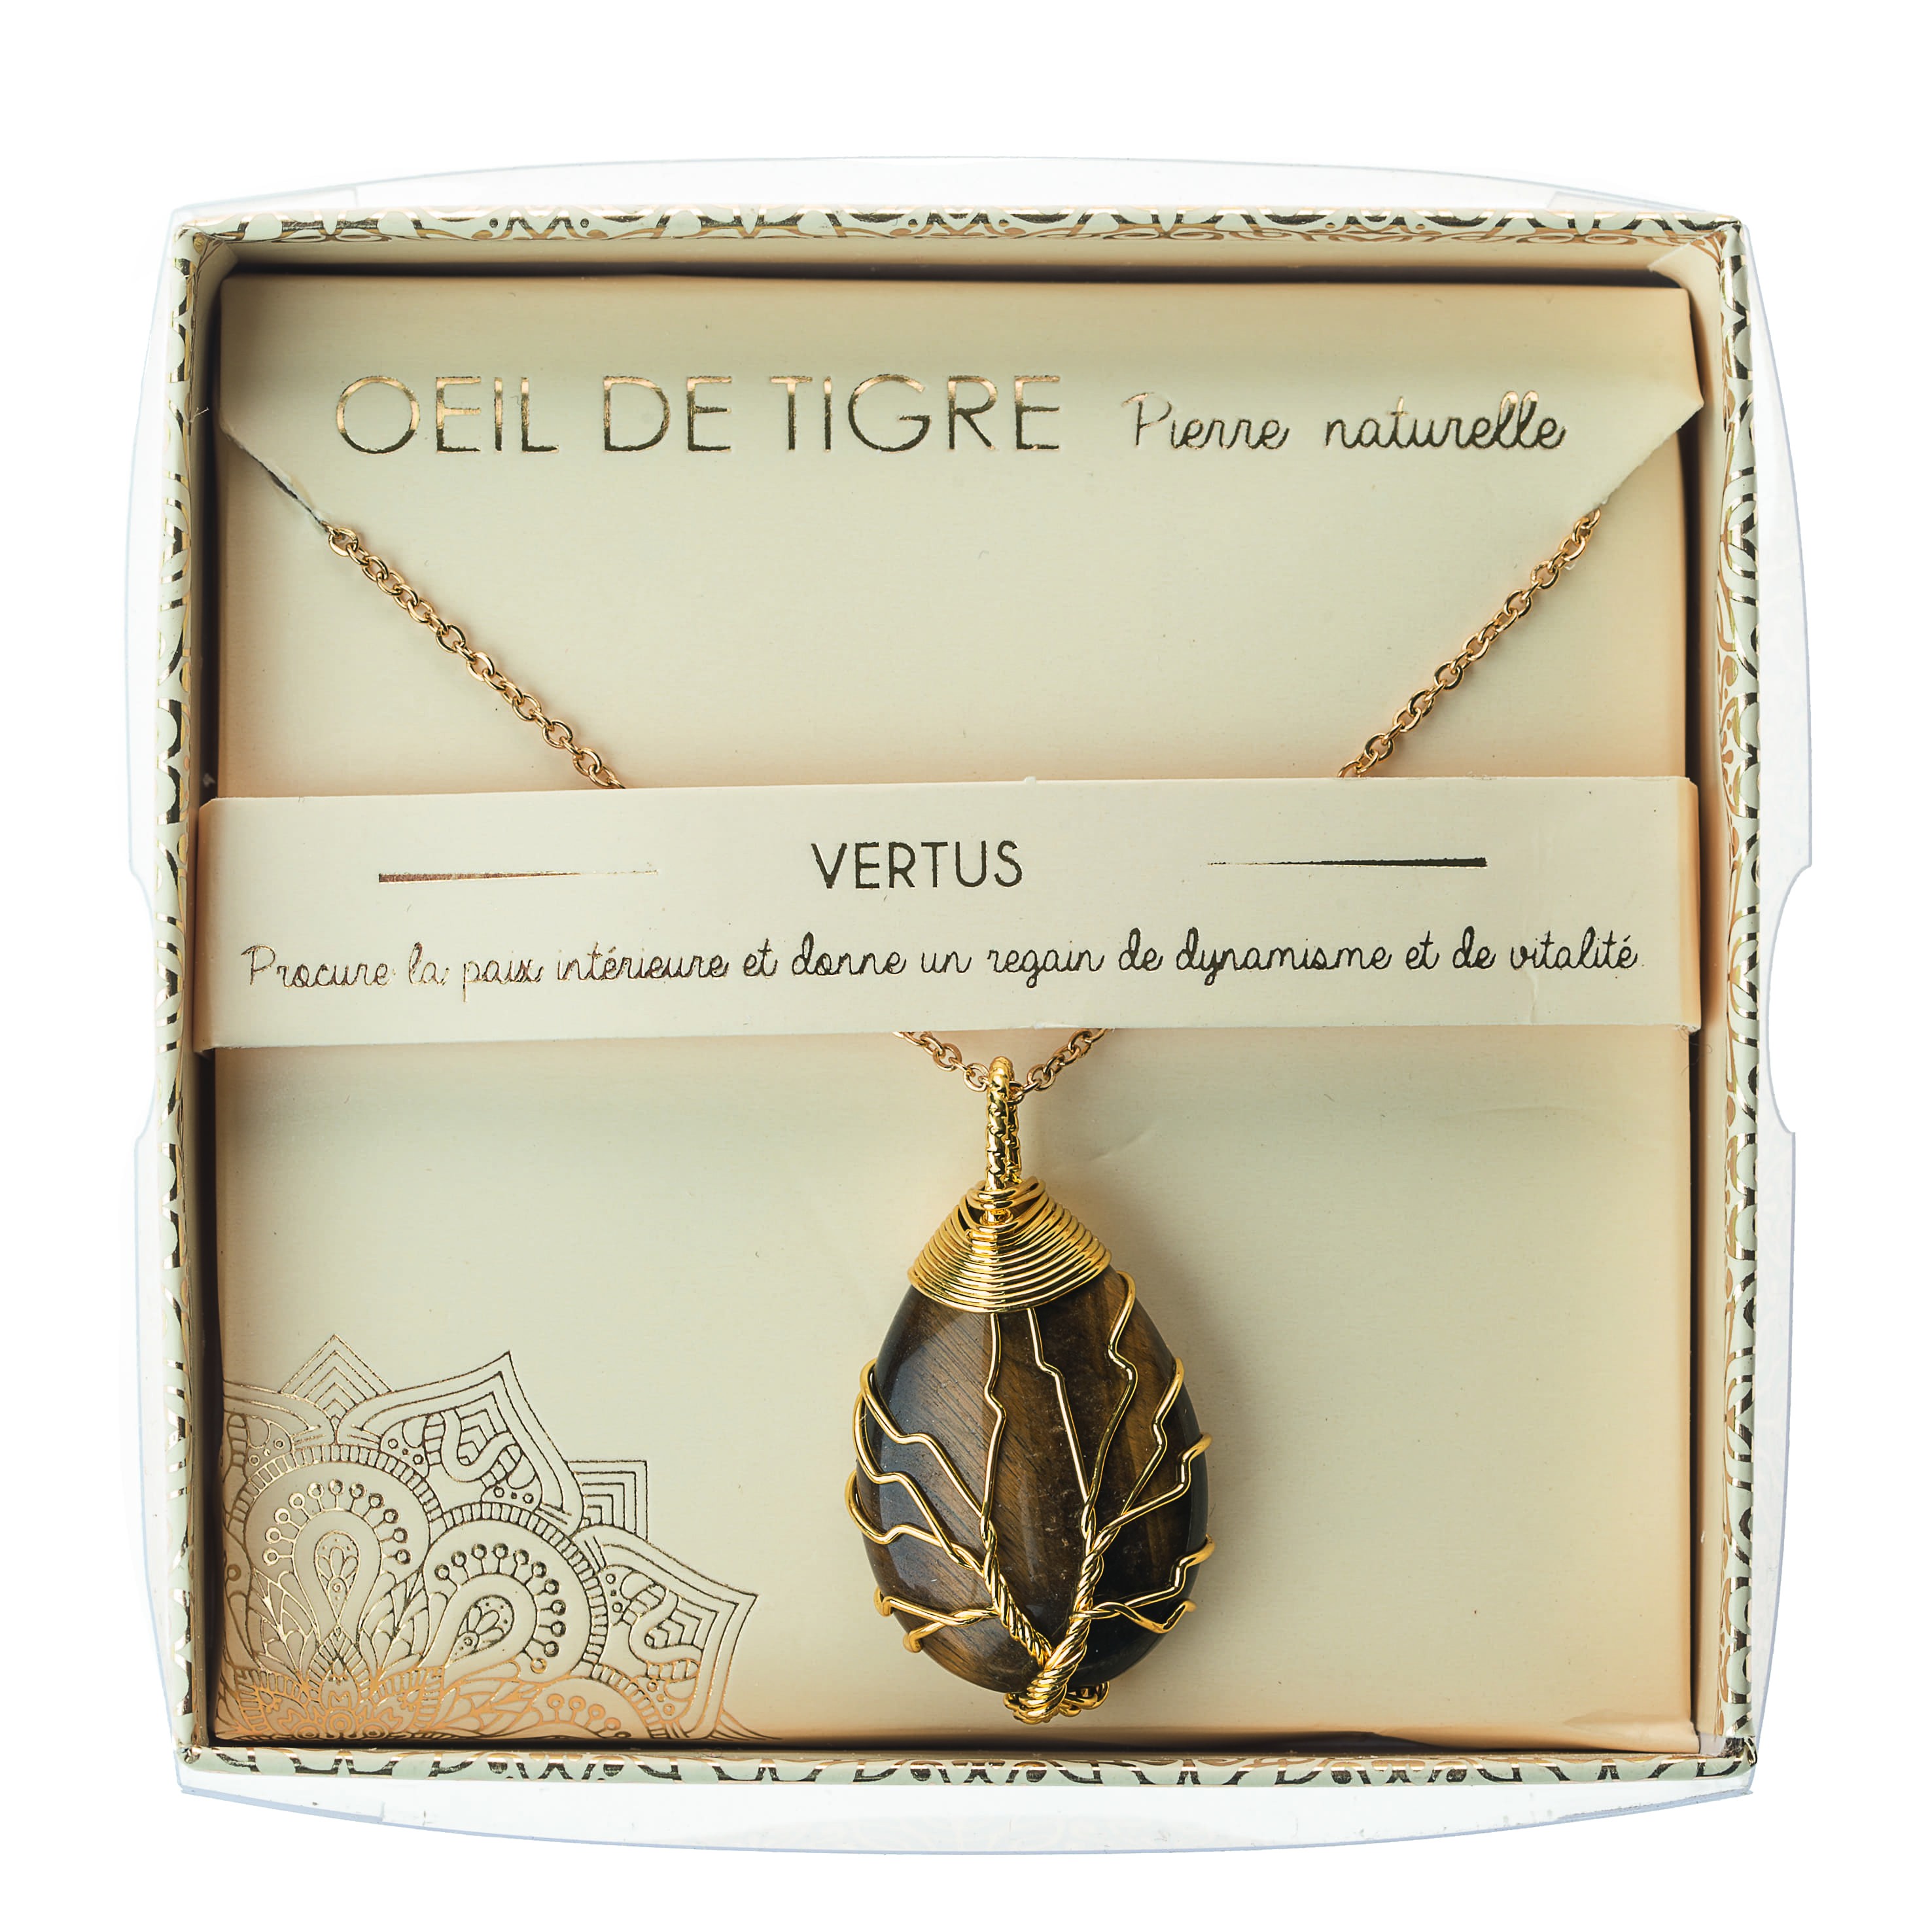 OEIL DE TIGRE Pierre naturelle
VERTUS
Procure la paix intérieure et donne un regain de dynamisme et de vitalité